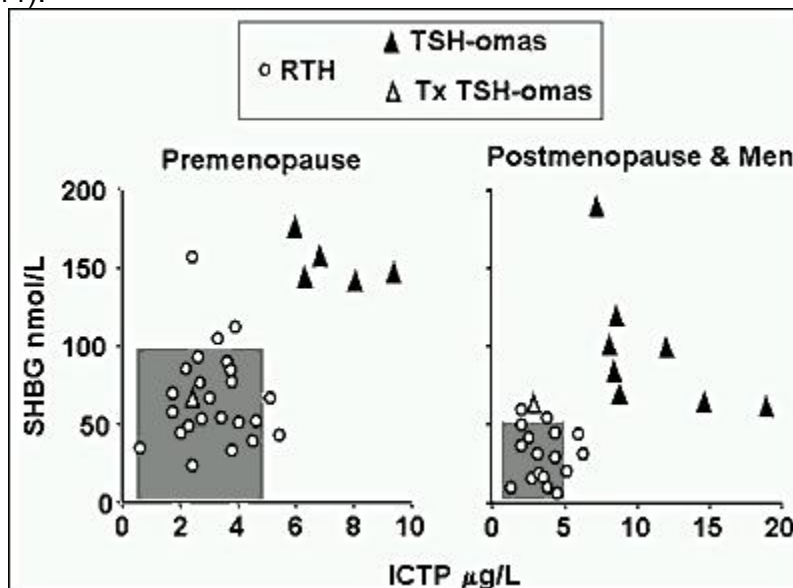 TSH-omas
RTH
Tx TSH-omas
Premenopause
Postmenopause & Men
SHBG nmol/L
200
150
100
50
0
0 2 4 6 8 10
0 5 10 15 20
ICTP µg/L